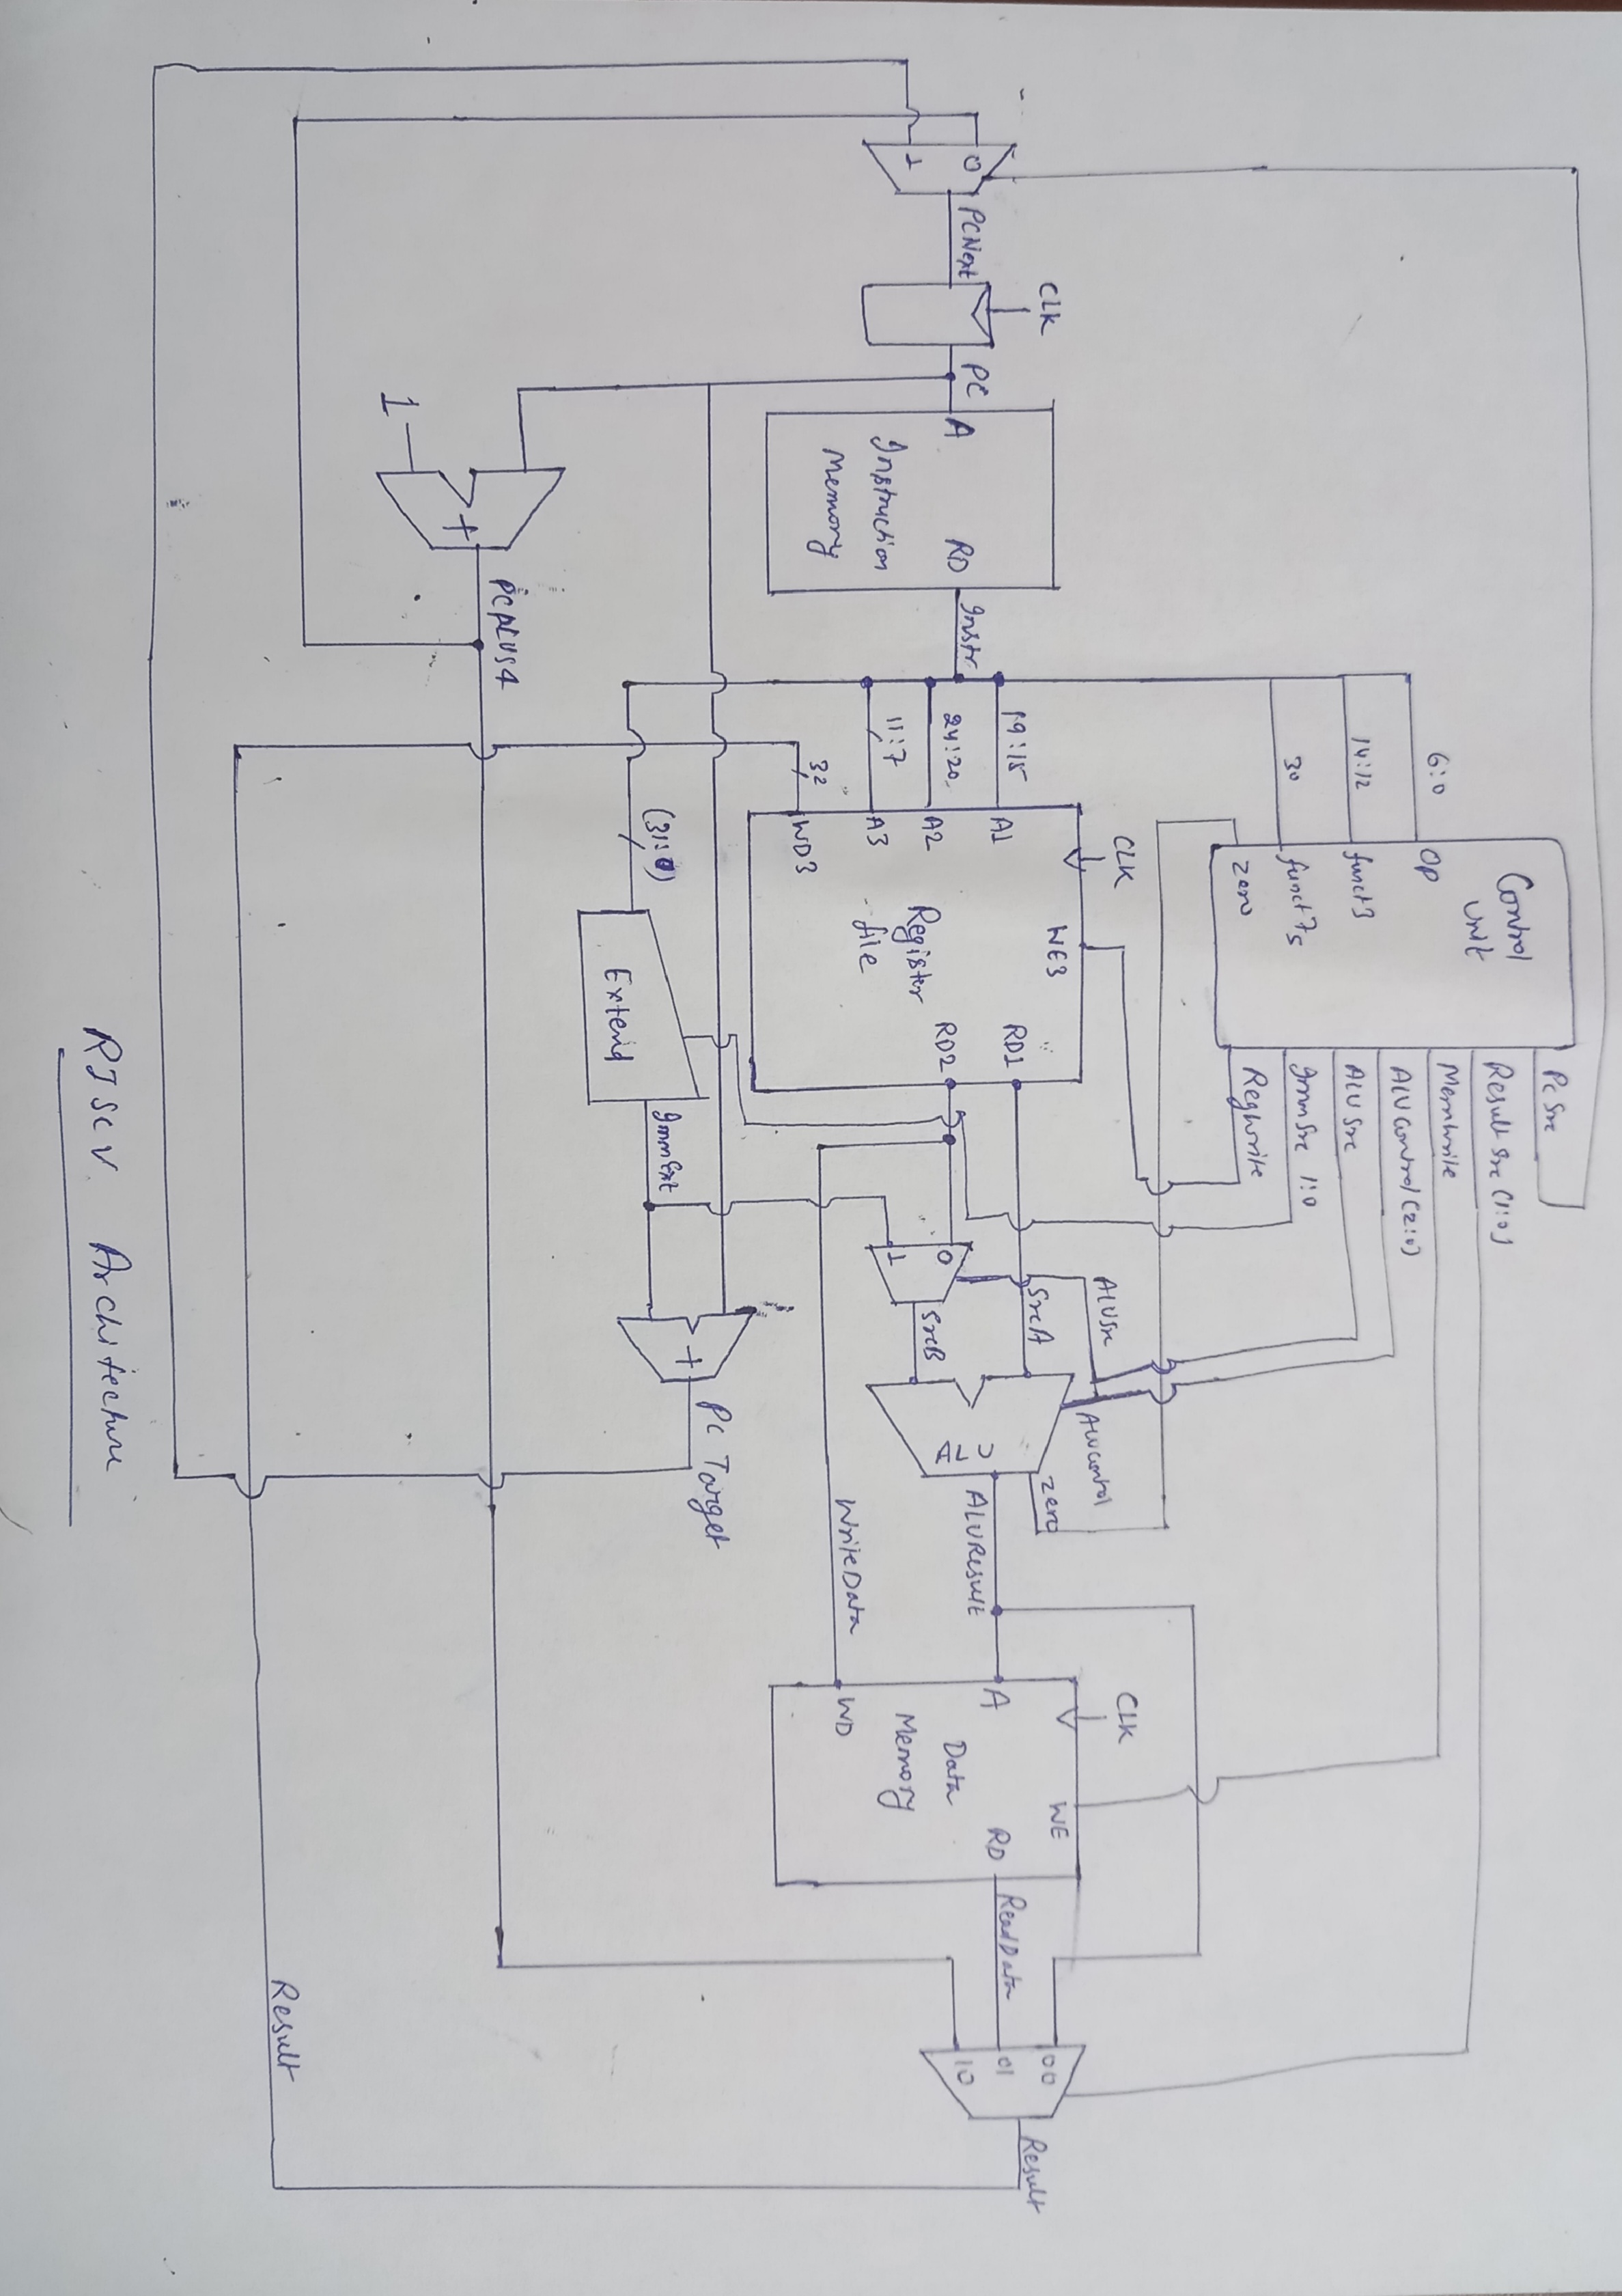 Pc Src
Control
unit
Result Src (1:0)
MemWrite
6:0
Op
ALU Control (2:0)
14:12
funct3
ALU Src
30
funct7₅
ImmSrc 1:0
zero
RegWrite
CLK
CLK
ALUSrc
ALUControl
WE3
WE
CLK
zero
SrcA
00
Result
19:15
A1
RD1
A
RD
ReadData
01
0
PCNext
PC
A
RD
Instr
ALU
ALUResult
10
24:20
A2
RD2
0
SrcB
Data
Memory
1
Register
file
11:7
A3
1
Instruction
Memory
WriteData
WD
32
WD3
PC Target
+
(31:0)
ImmExt
Extend
PCPLUS4
+
1
Result
RISCV Architecture